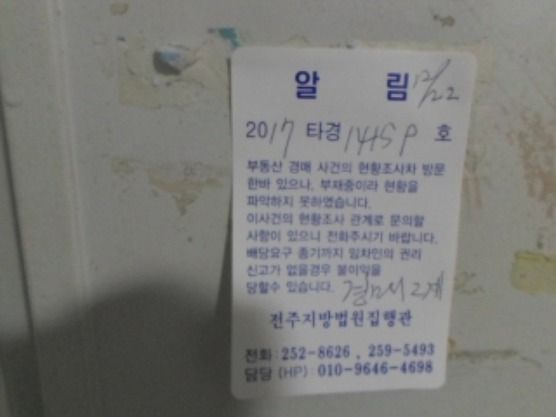 알 림 12/22
2017 타경 호
부동산 경매 사건의 현황조사차 방문
한바 있으나, 부재중이라 현황을
파악하지 못하였습니다.
이사건의 현황조사 관계로 문의할
사항이 있으니 전화주시기 바랍니다.
배당요구 종기까지 임차인의 권리
신고가 없을경우 불이익을
당할수 있습니다. 2계
전주지방법원집행관
전화: 252-8626 , 259-5493
담당 (HP): 010-9646-4698